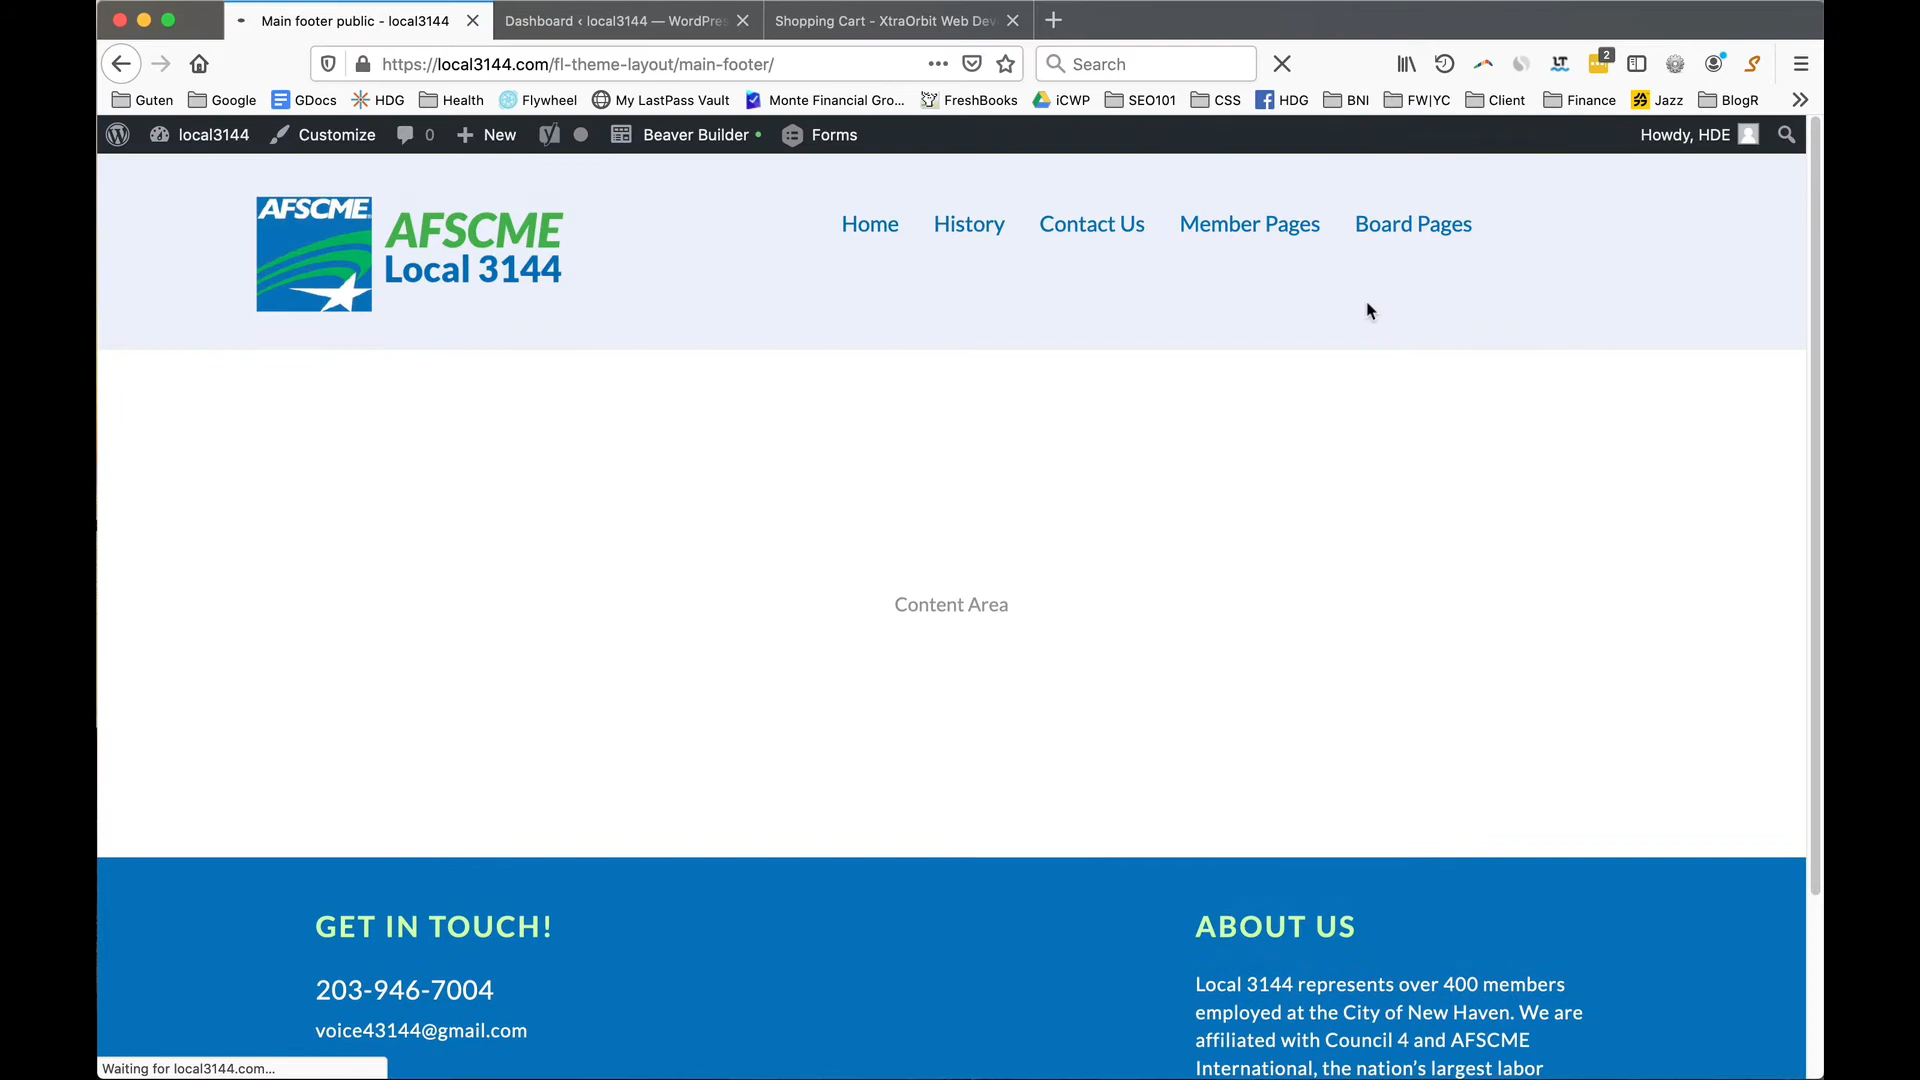 Main footer public - local3144
Dashboard ‹ local3144 — WordPres
Shopping Cart - XtraOrbit Web Dev
https://local3144.com/fl-theme-layout/main-footer/
Search
2
Guten
Google
GDocs
HDG
Health
Flywheel
My LastPass Vault
Monte Financial Gro...
FreshBooks
iCWP
SEO101
CSS
HDG
BNI
FW|YC
Client
Finance
Jazz
BlogR
local3144
Customize
0
New
Beaver Builder
Forms
Howdy, HDE
AFSCME
AFSCME
Local 3144
Home
History
Contact Us
Member Pages
Board Pages
Content Area
GET IN TOUCH!
203-946-7004
voice43144@gmail.com
ABOUT US
Local 3144 represents over 400 members
employed at the City of New Haven. We are
affiliated with Council 4 and AFSCME
International, the nation's largest labor
Waiting for local3144.com...